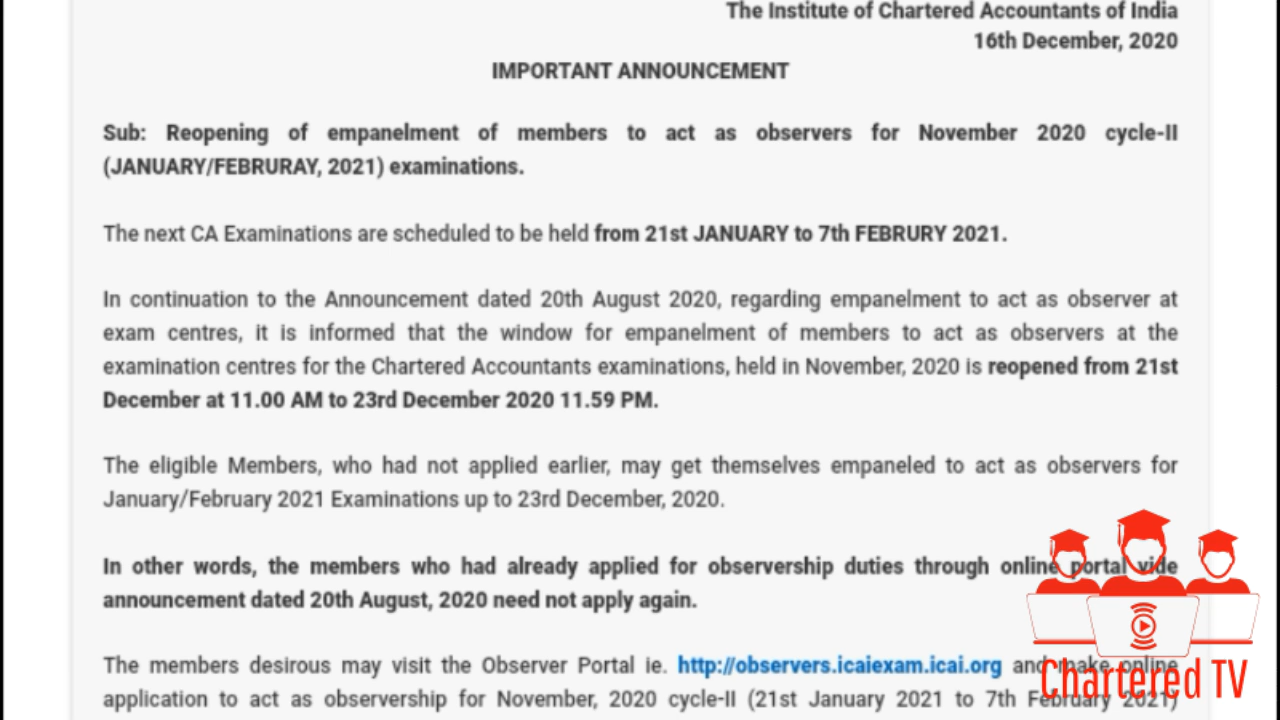 The Institute of Chartered Accountants of India
16th December, 2020
IMPORTANT ANNOUNCEMENT
Sub: Reopening of empanelment of members to act as observers for November 2020 cycle-II
(JANUARY/FEBRURAY, 2021) examinations.
The next CA Examinations are scheduled to be held from 21st JANUARY to 7th FEBRURY 2021.
In continuation to the Announcement dated 20th August 2020, regarding empanelment to act as observer at
exam centres, it is informed that the window for empanelment of members to act as observers at the
examination centres for the Chartered Accountants examinations, held in November, 2020 is reopened from 21st
December at 11.00 AM to 23rd December 2020 11.59 PM.
The eligible Members, who had not applied earlier, may get themselves empaneled to act as observers for
January/February 2021 Examinations up to 23rd December, 2020.
In other words, the members who had already applied for observership duties through online portal vide
announcement dated 20th August, 2020 need not apply again.
The members desirous may visit the Observer Portal ie. http://observers.icaiexam.icai.org and make online
application to act as observership for November, 2020 cycle-II (21st January 2021 to 7th February 2021)
Chartered TV